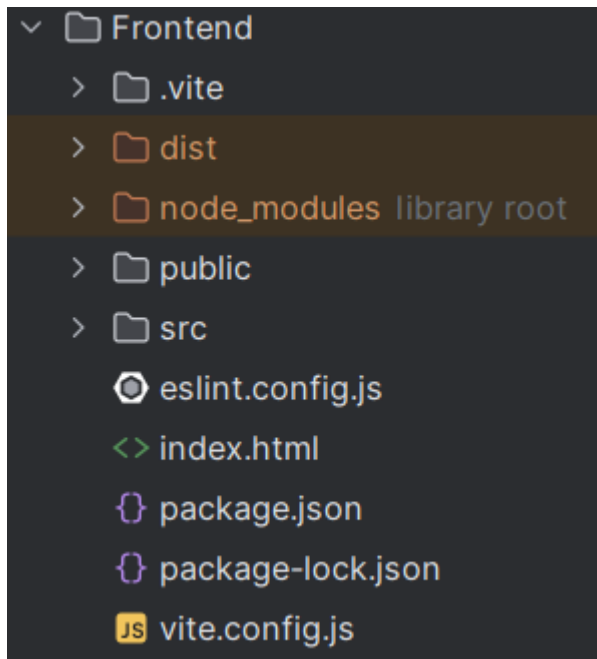 Frontend
.vite
dist
node_modules library root
public
src
eslint.config.js
index.html
package.json
package-lock.json
JS vite.config.js